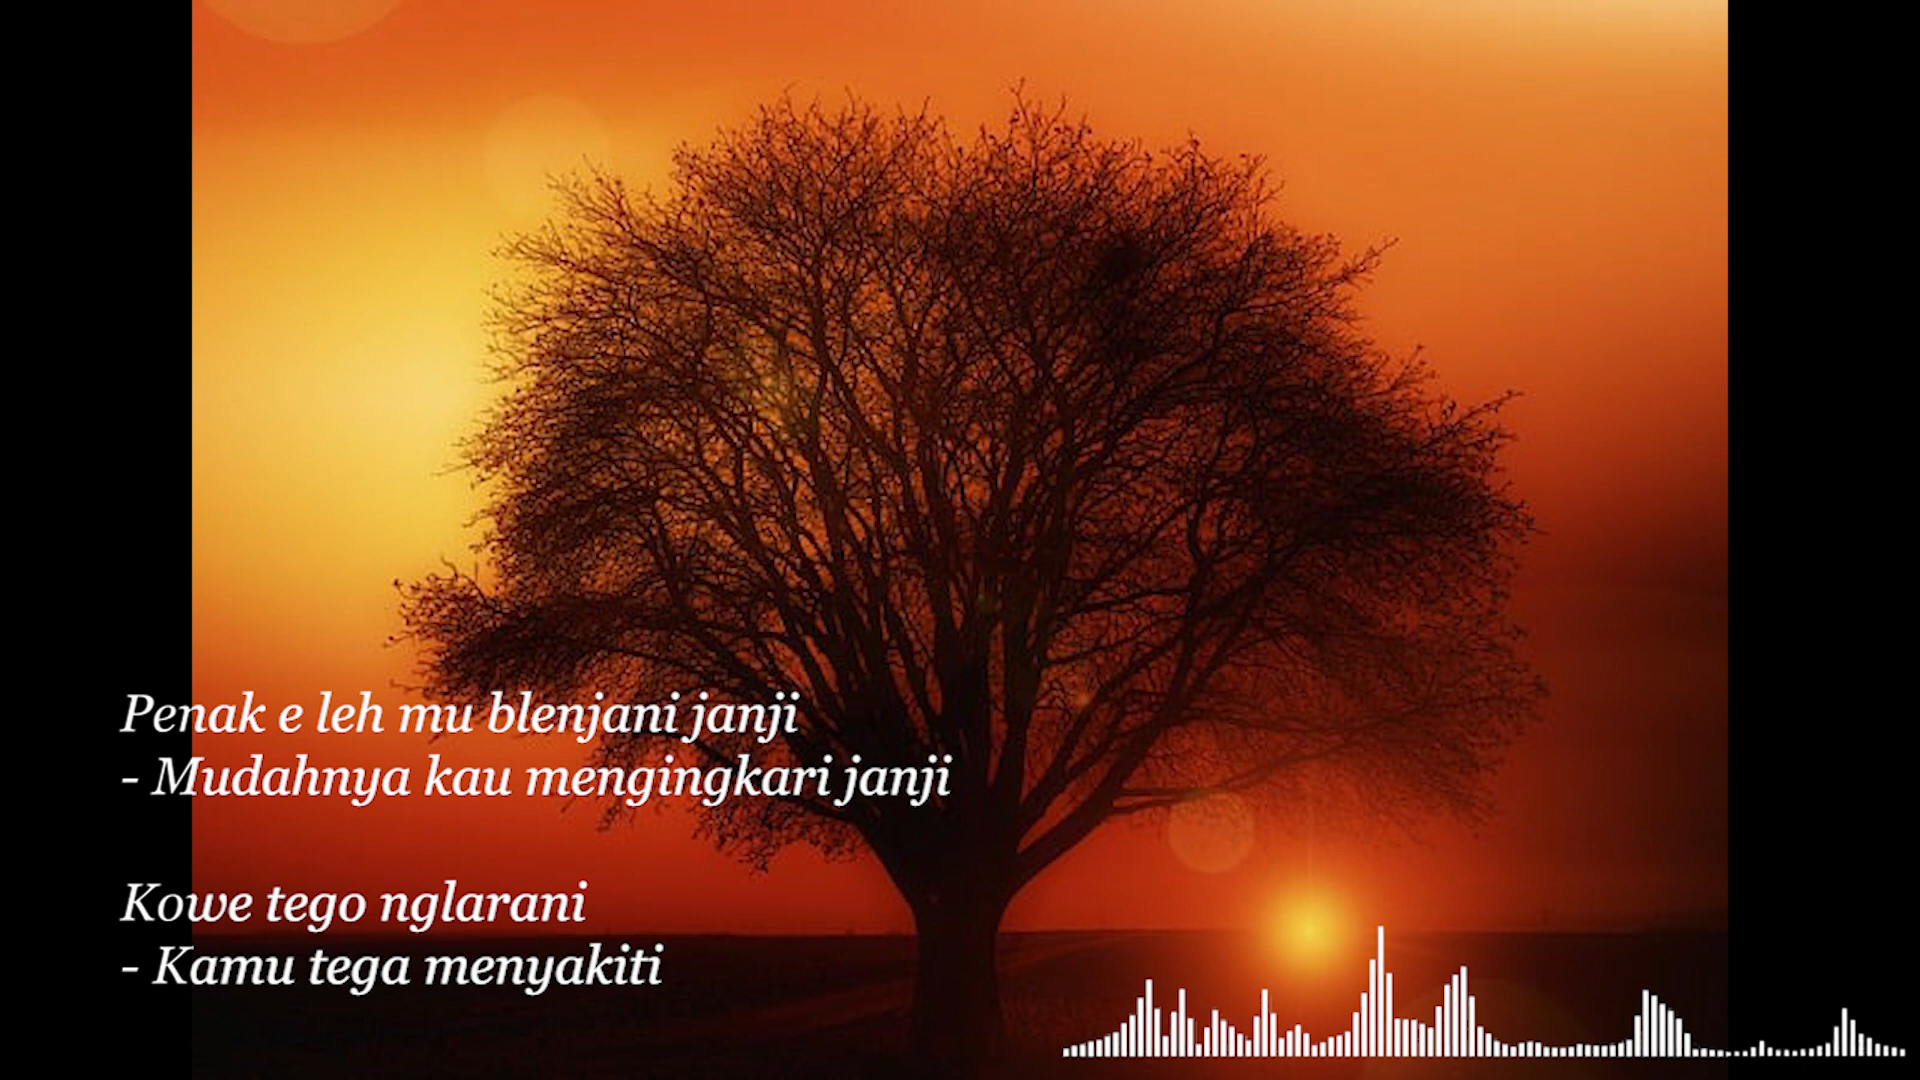 Penak e leh mu blenjani janji
- Mudahnya kau mengingkari janji
Kowe tego nglarani
- Kamu tega menyakiti